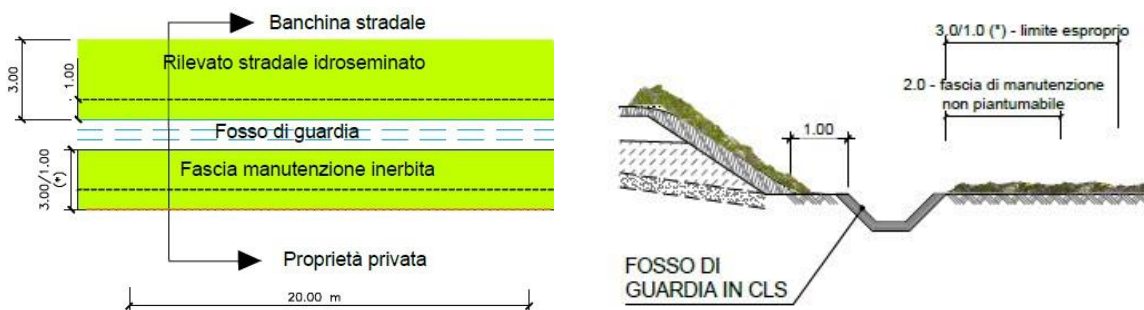 Banchina stradale
3.00
1.00
Rilevato stradale idroseminato
Fosso di guardia
3.00/1.00
(*)
Fascia manutenzione inerbita
Proprietà privata
20.00 m
3,0/1.0 (*) - limite esproprio
2.0 - fascia di manutenzione
non piantumabile
1.00
FOSSO DI
GUARDIA IN CLS